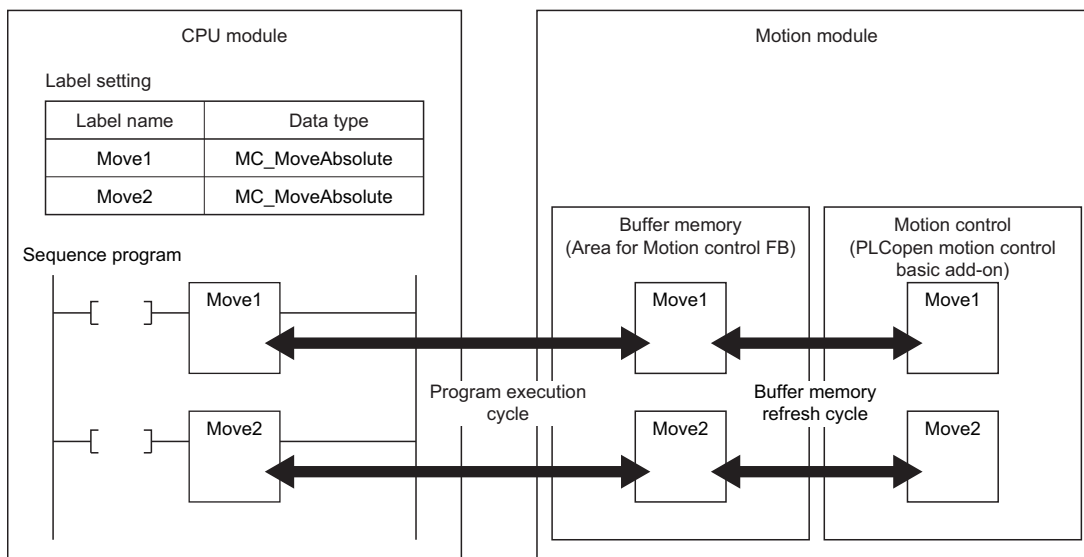 CPU module
Motion module
Label setting
Label name Data type
Move1 MC_MoveAbsolute
Move2 MC_MoveAbsolute
Buffer memory
(Area for Motion control FB)
Motion control
(PLCopen motion control
basic add-on)
Sequence program
Move1 Move1 Move1
Program execution
cycle
Buffer memory
refresh cycle
Move2 Move2 Move2